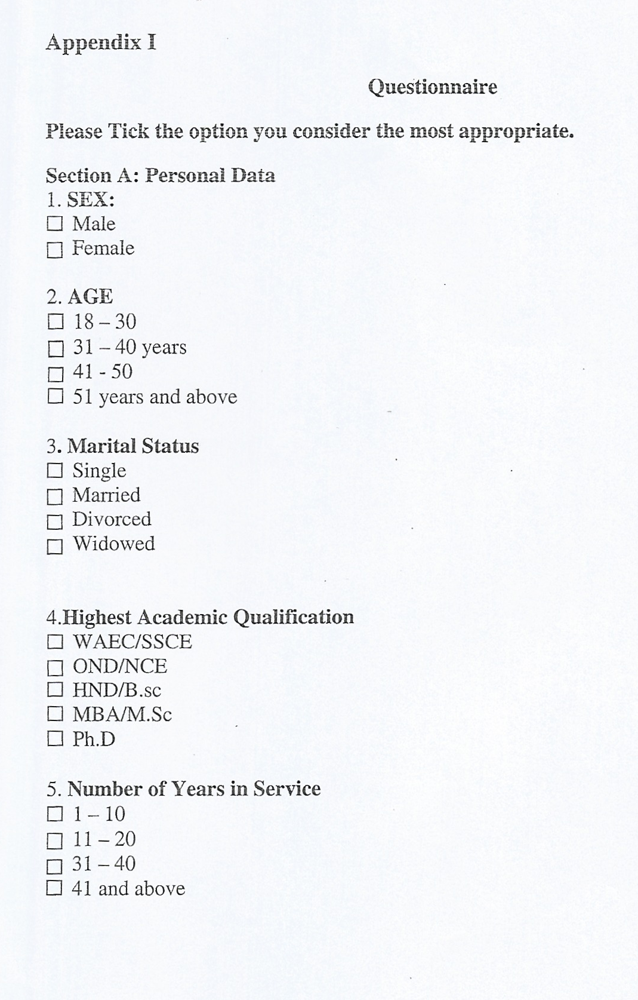 Appendix I
Questionnaire
Please Tick the option you consider the most appropriate.
Section A: Personal Data
1. SEX:
☐ Male
☐ Female
2. AGE
☐ 18 – 30
☐ 31 – 40 years
☐ 41 - 50
☐ 51 years and above
3. Marital Status
☐ Single
☐ Married
☐ Divorced
☐ Widowed
4.Highest Academic Qualification
☐ WAEC/SSCE
☐ OND/NCE
☐ HND/B.sc
☐ MBA/M.Sc
☐ Ph.D
5. Number of Years in Service
☐ 1 – 10
☐ 11 – 20
☐ 31 – 40
☐ 41 and above